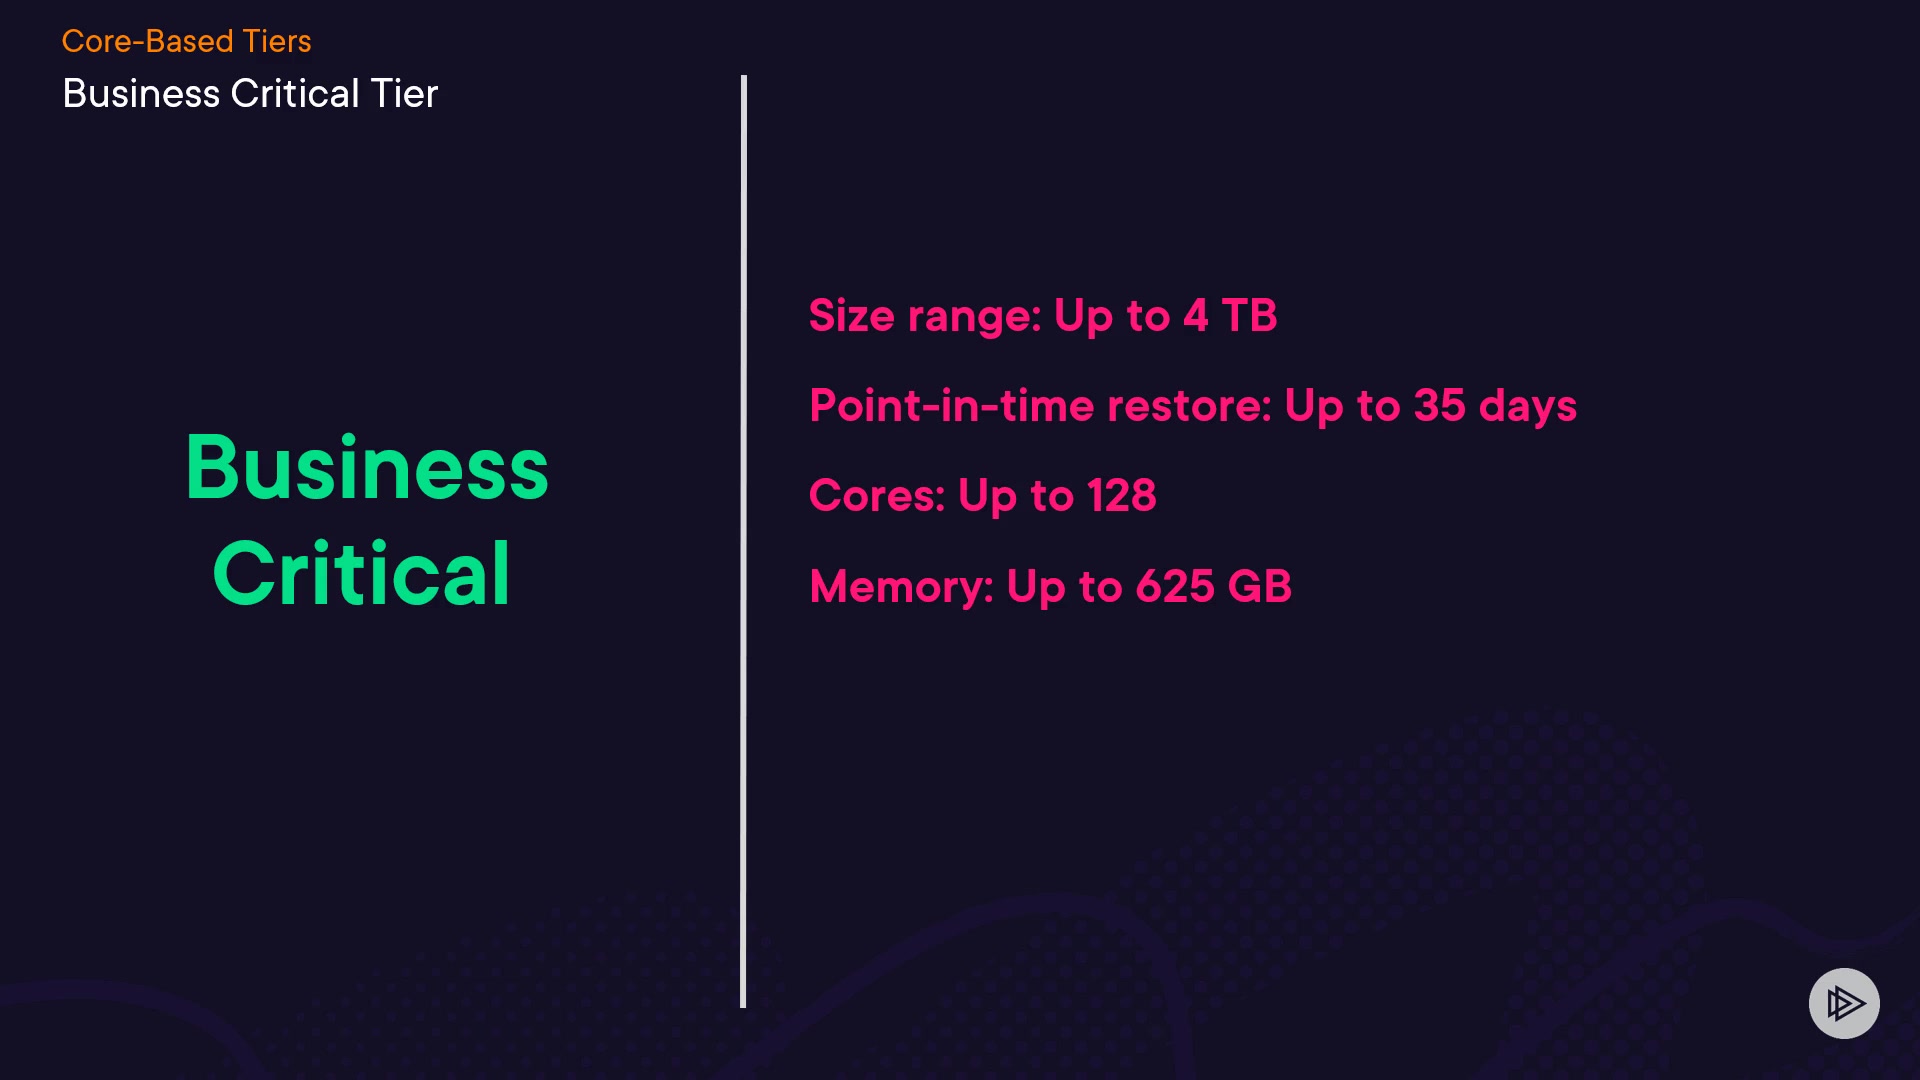 Core-Based Tiers
Business Critical Tier
Business
Critical
Size range: Up to 4 TB
Point-in-time restore: Up to 35 days
Cores: Up to 128
Memory: Up to 625 GB